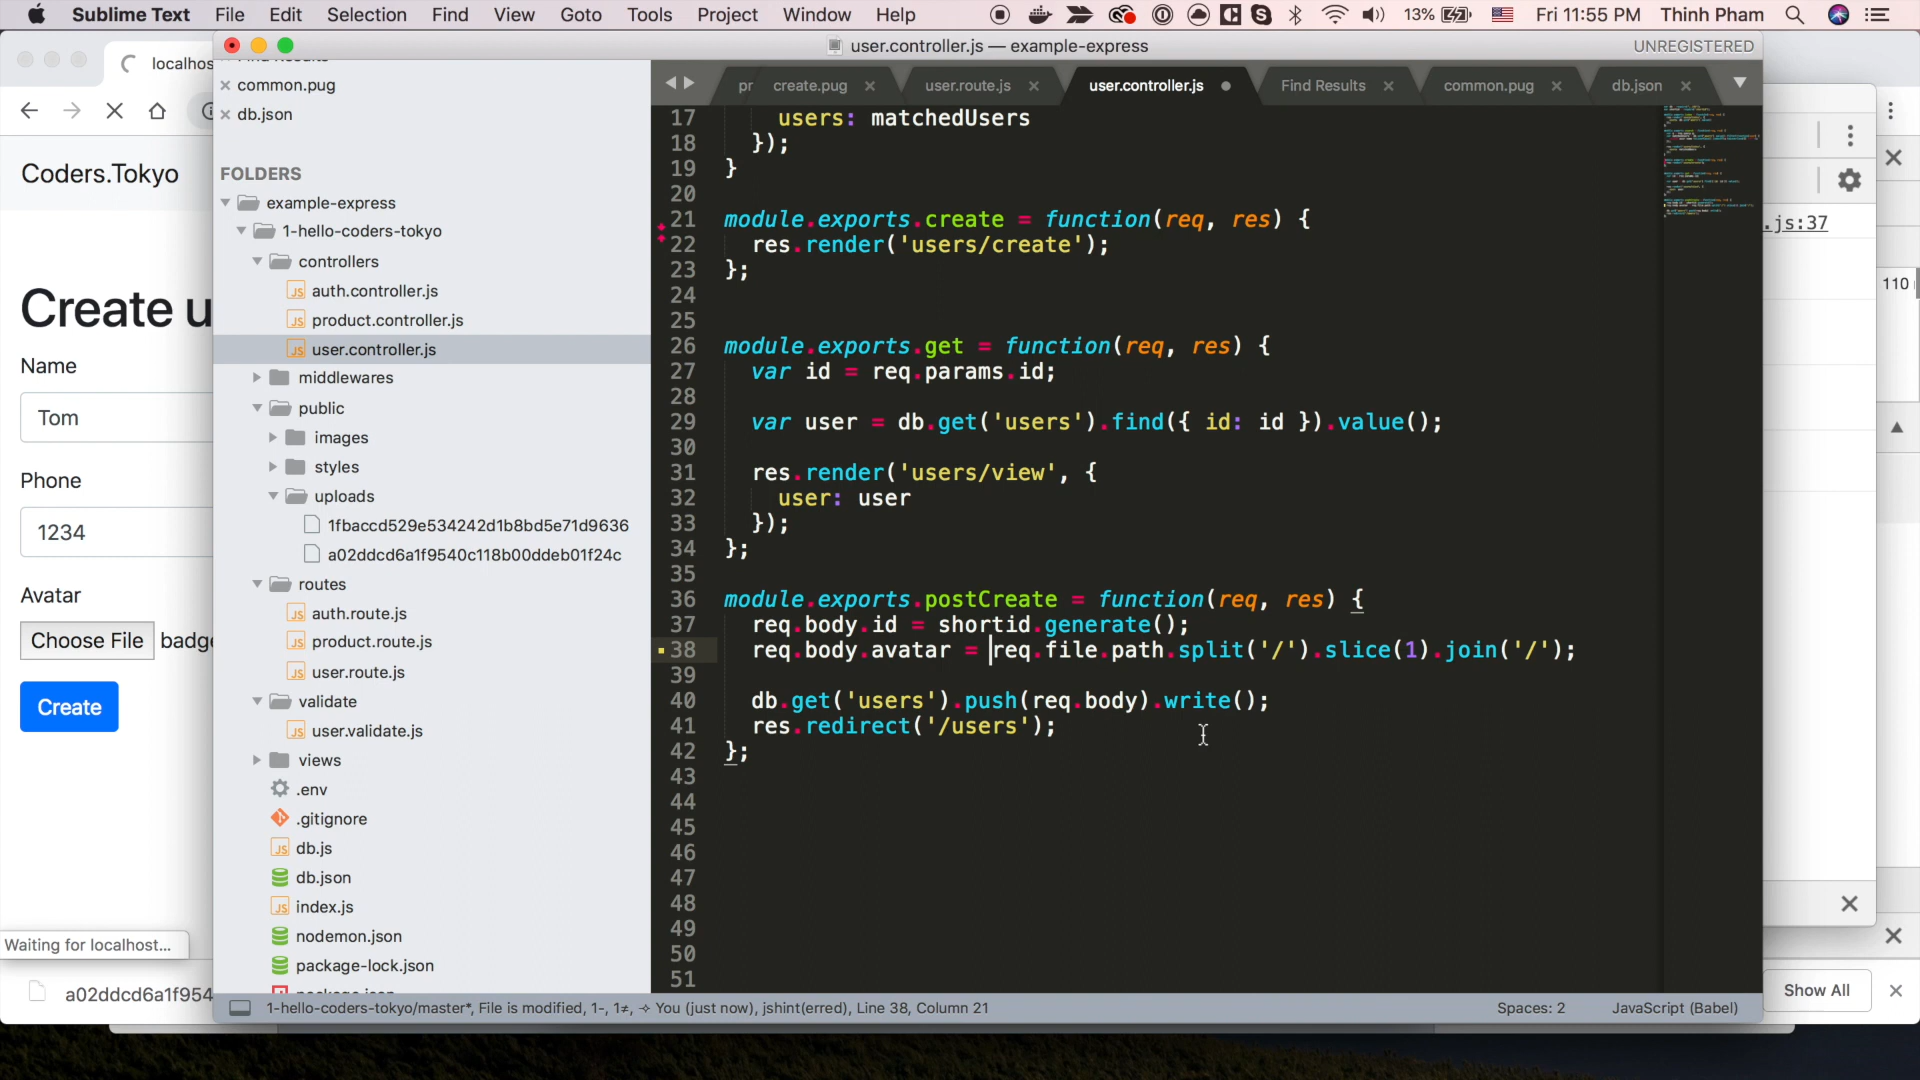 Sublime Text File Edit Selection Find View Goto Tools Project Window Help 13% Fri 11:55 PM Thinh Pham
user.controller.js — example-express UNREGISTERED
localhos
common.pug
db.json
pr create.pug user.route.js user.controller.js Find Results common.pug db.json
Coders.Tokyo
Create u
Name
Tom
Phone
1234
Avatar
Choose File badge
Create
Waiting for localhost...
a02ddcd6a1f954
FOLDERS
example-express
1-hello-coders-tokyo
controllers
auth.controller.js
product.controller.js
user.controller.js
middlewares
public
images
styles
uploads
1fbaccd529e534242d1b8bd5e71d9636
a02ddcd6a1f9540c118b00ddeb01f24c
routes
auth.route.js
product.route.js
user.route.js
validate
user.validate.js
views
.env
.gitignore
db.js
db.json
index.js
nodemon.json
package-lock.json
17 users: matchedUsers
18 });
19 }
20
21 module.exports.create = function(req, res) {
22 res.render('users/create');
23 };
24
25
26 module.exports.get = function(req, res) {
27 var id = req.params.id;
28
29 var user = db.get('users').find({ id: id }).value();
30
31 res.render('users/view', {
32 user: user
33 });
34 };
35
36 module.exports.postCreate = function(req, res) {
37 req.body.id = shortid.generate();
38 req.body.avatar = req.file.path.split('/').slice(1).join('/');
39
40 db.get('users').push(req.body).write();
41 res.redirect('/users');
42 };
43
44
45
46
47
48
49
50
51
.js:37
110
Show All
1-hello-coders-tokyo/master*, File is modified, 1-, 1≠, You (just now), jshint(erred), Line 38, Column 21 Spaces: 2 JavaScript (Babel)